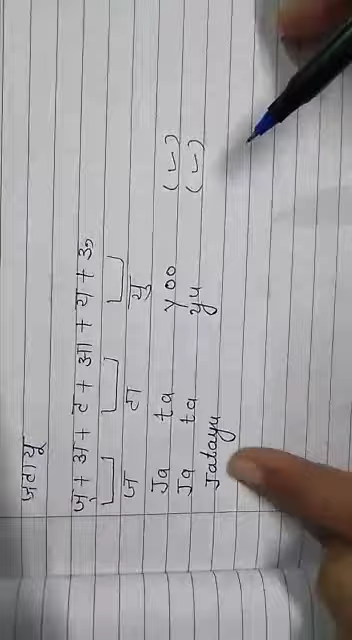 जटायू
ज् + अ + ट + आ + य + ऊ
ज टा यु
Ja ta yoo (✓)
Ja ta yu (✓)
Jatayu